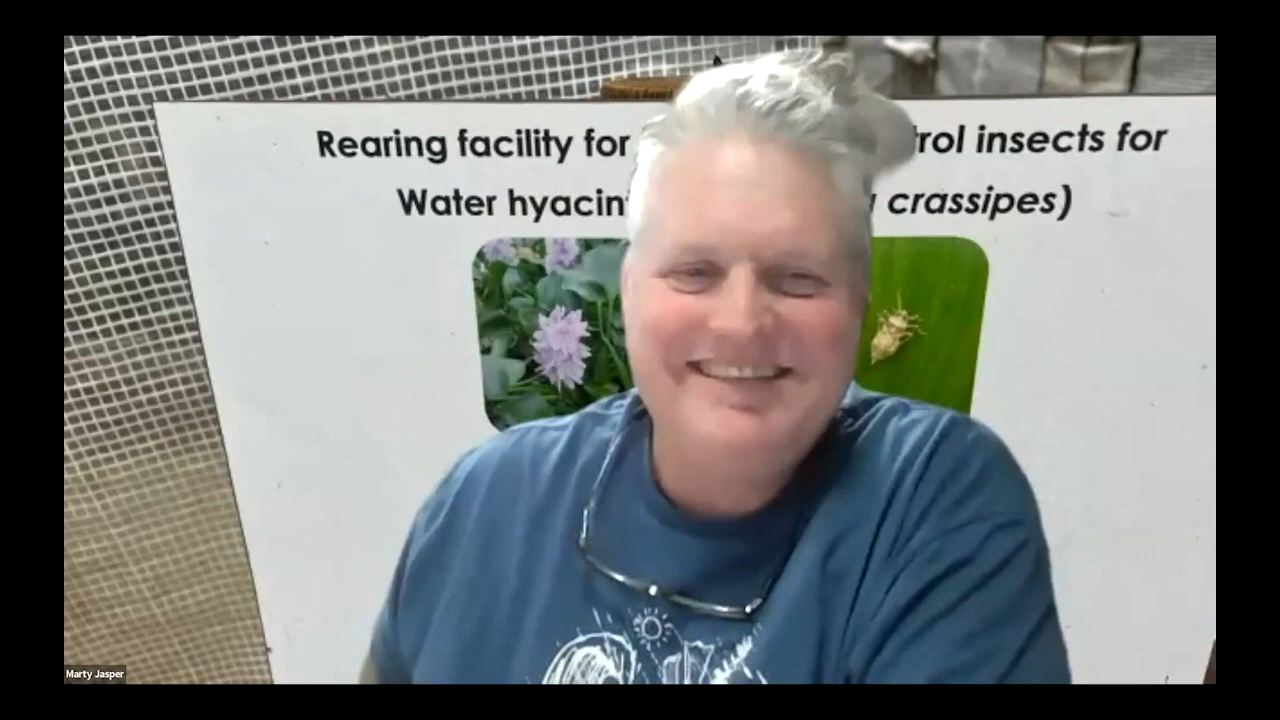 Rearing facility for trol insects for
Water hyacin crassipes)
Marty Jasper